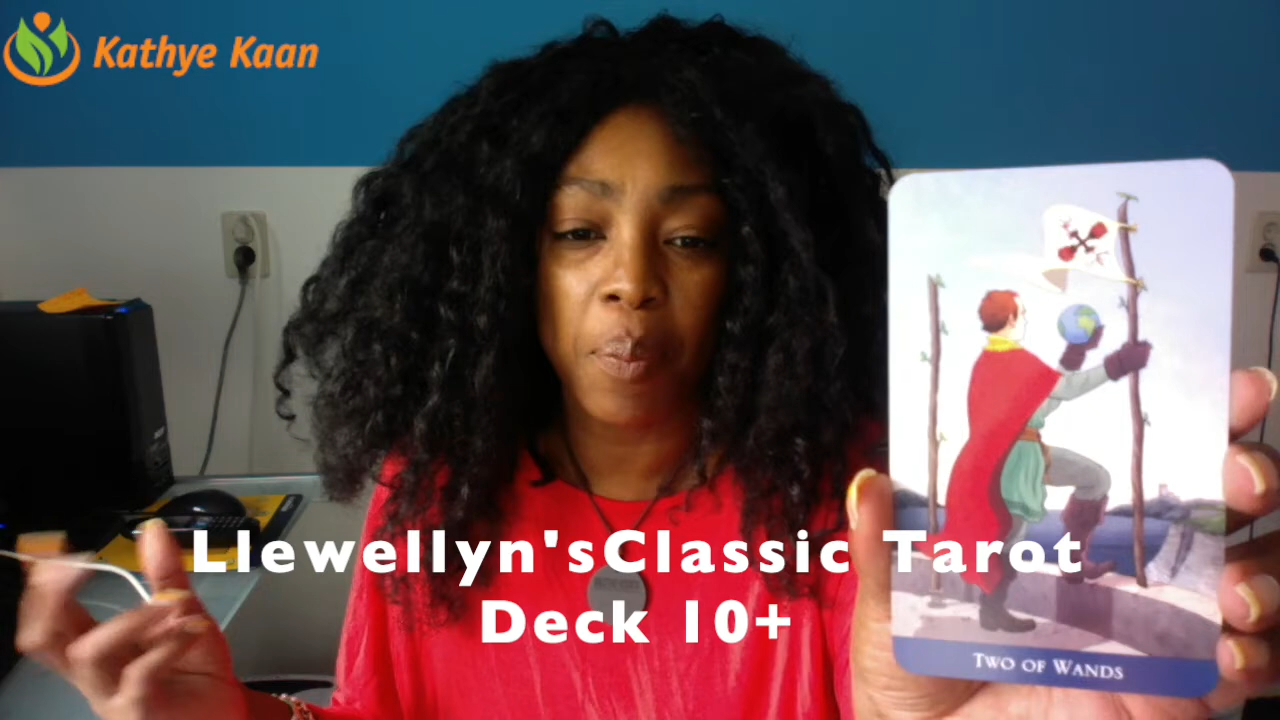 Kathye Kaan
Llewellyn'sClassic Tarot
Deck 10+
TWO OF WANDS